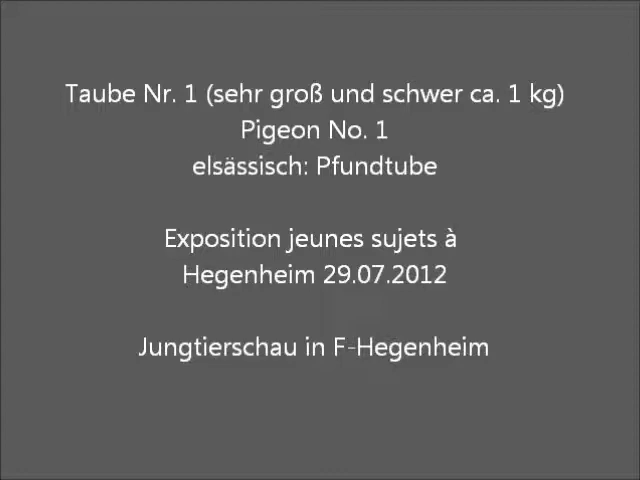 Taube Nr. 1 (sehr groß und schwer ca. 1 kg)
Pigeon No. 1
elsässisch: Pfundtube
Exposition jeunes sujets à
Hegenheim 29.07.2012
Jungtierschau in F-Hegenheim